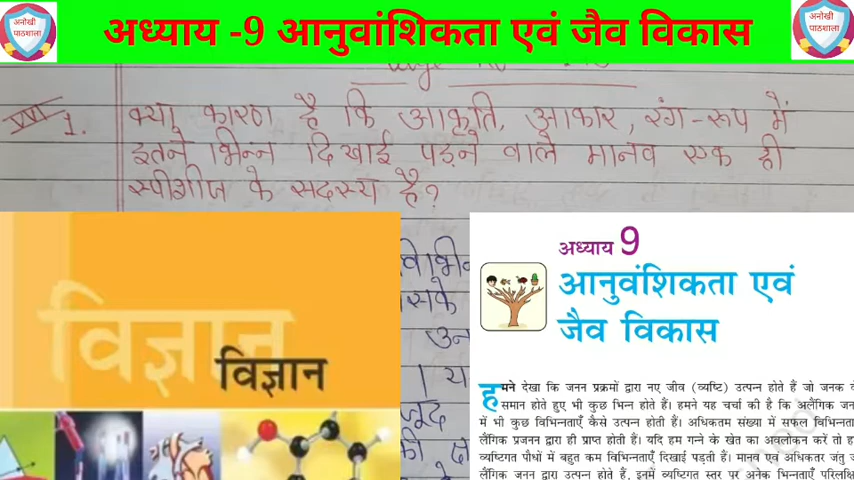 अनोखी
पाठशाला
अध्याय -9 आनुवांशिकता एवं जैव विकास
अनोखी
पाठशाला
1. क्या कारण है कि आकृति, आकार, रंग-रूप में
इतने भिन्न दिखाई पड़ने वाले मानव एक ही
स्पीशीज के सदस्य है?
विज्ञान
विज्ञान
अध्याय 9
आनुवंशिकता एवं
जैव विकास
हमने देखा कि जनन प्रक्रमों द्वारा नए जीव (व्यष्टि) उत्पन्न होते हैं जो जनक के
समान होते हुए भी कुछ भिन्न होते हैं। हमने यह चर्चा की है कि अलैंगिक जन
में भी कुछ विभिन्नताएँ कैसे उत्पन्न होती हैं। अधिकतम संख्या में सफल विभिन्नता
लैंगिक प्रजनन द्वारा ही प्राप्त होती हैं। यदि हम गन्ने के खेत का अवलोकन करें तो ह
व्यष्टिगत पौधों में बहुत कम विभिन्नताएँ दिखाई पड़ती हैं। मानव एवं अधिकतर जंतु ज
लैंगिक जनन द्वारा उत्पन्न होते हैं, इनमें व्यष्टिगत स्तर पर अनेक भिन्नताएँ परिलक्षि